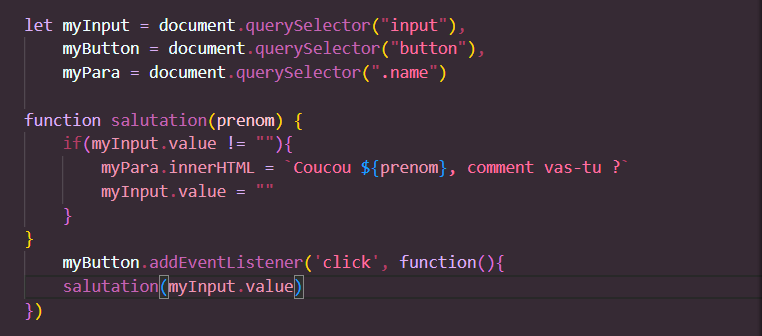 let myInput = document.querySelector("input"),
    myButton = document.querySelector("button"),
    myPara = document.querySelector(".name")
function salutation(prenom) {
    if(myInput.value != ""){
        myPara.innerHTML = `Coucou ${prenom}, comment vas-tu ?`
        myInput.value = ""
    }
}
    myButton.addEventListener('click', function(){
    salutation(myInput.value)
})